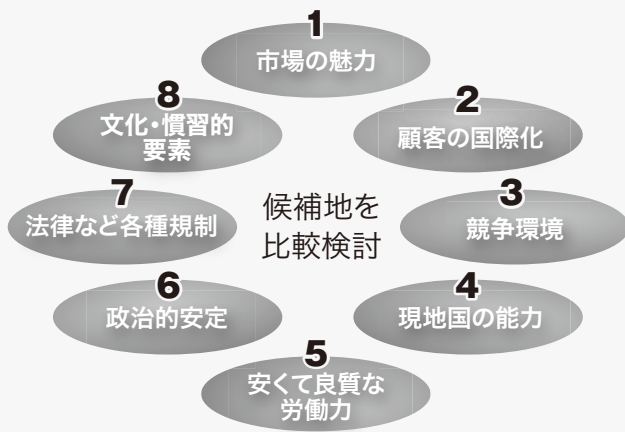 1
市場の魅力
2
顧客の国際化
3
競争環境
4
現地国の能力
5
安くて良質な
労働力
6
政治的安定
7
法律など各種規制
8
文化・慣習的
要素
候補地を
比較検討